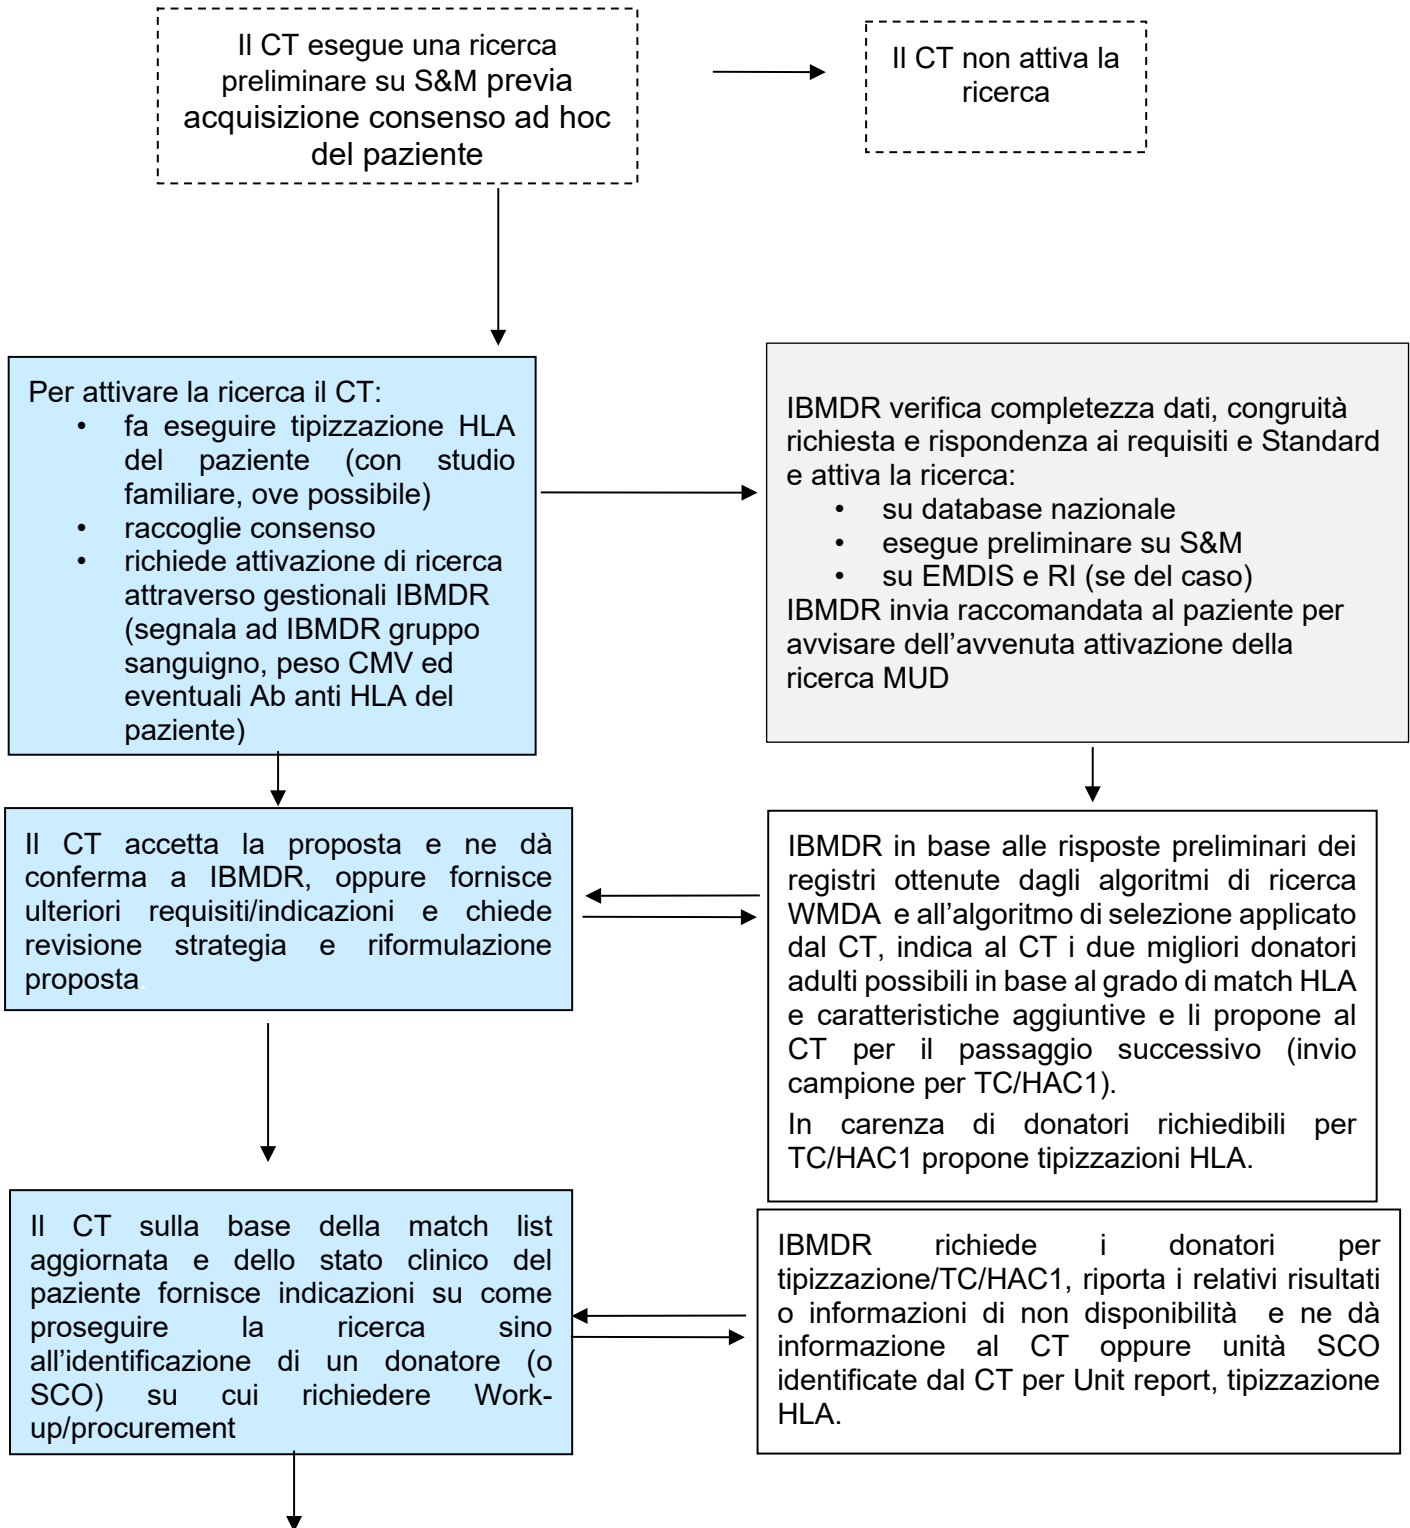 Il CT esegue una ricerca
preliminare su S&M previa
acquisizione consenso ad hoc
del paziente
Il CT non attiva la
ricerca
Per attivare la ricerca il CT:
• fa eseguire tipizzazione HLA
del paziente (con studio
familiare, ove possibile)
• raccoglie consenso
• richiede attivazione di ricerca
attraverso gestionali IBMDR
(segnala ad IBMDR gruppo
sanguigno, peso CMV ed
eventuali Ab anti HLA del
paziente)
IBMDR verifica completezza dati, congruità
richiesta e rispondenza ai requisiti e Standard
e attiva la ricerca:
• su database nazionale
• esegue preliminare su S&M
• su EMDIS e RI (se del caso)
IBMDR invia raccomandata al paziente per
avvisare dell’avvenuta attivazione della
ricerca MUD
Il CT accetta la proposta e ne dà
conferma a IBMDR, oppure fornisce
ulteriori requisiti/indicazioni e chiede
revisione strategia e riformulazione
proposta.
IBMDR in base alle risposte preliminari dei
registri ottenute dagli algoritmi di ricerca
WMDA e all’algoritmo di selezione applicato
dal CT, indica al CT i due migliori donatori
adulti possibili in base al grado di match HLA
e caratteristiche aggiuntive e li propone al
CT per il passaggio successivo (invio
campione per TC/HAC1).
In carenza di donatori richiedibili per
TC/HAC1 propone tipizzazioni HLA.
Il CT sulla base della match list
aggiornata e dello stato clinico del
paziente fornisce indicazioni su come
proseguire la ricerca sino
all’identificazione di un donatore (o
SCO) su cui richiedere Work-
up/procurement
IBMDR richiede i donatori per
tipizzazione/TC/HAC1, riporta i relativi risultati
o informazioni di non disponibilità e ne dà
informazione al CT oppure unità SCO
identificate dal CT per Unit report, tipizzazione
HLA.